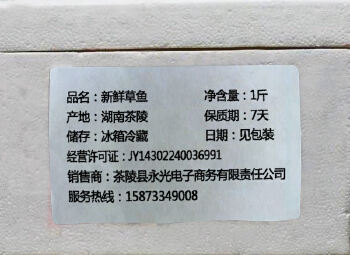 品名：新鲜草鱼 净含量：1斤
产地：湖南茶陵 保质期：7天
储存：冰箱冷藏 日期：见包装
经营许可证：JY14302240036991
销售商：茶陵县永光电子商务有限责任公司
服务热线：15873349008